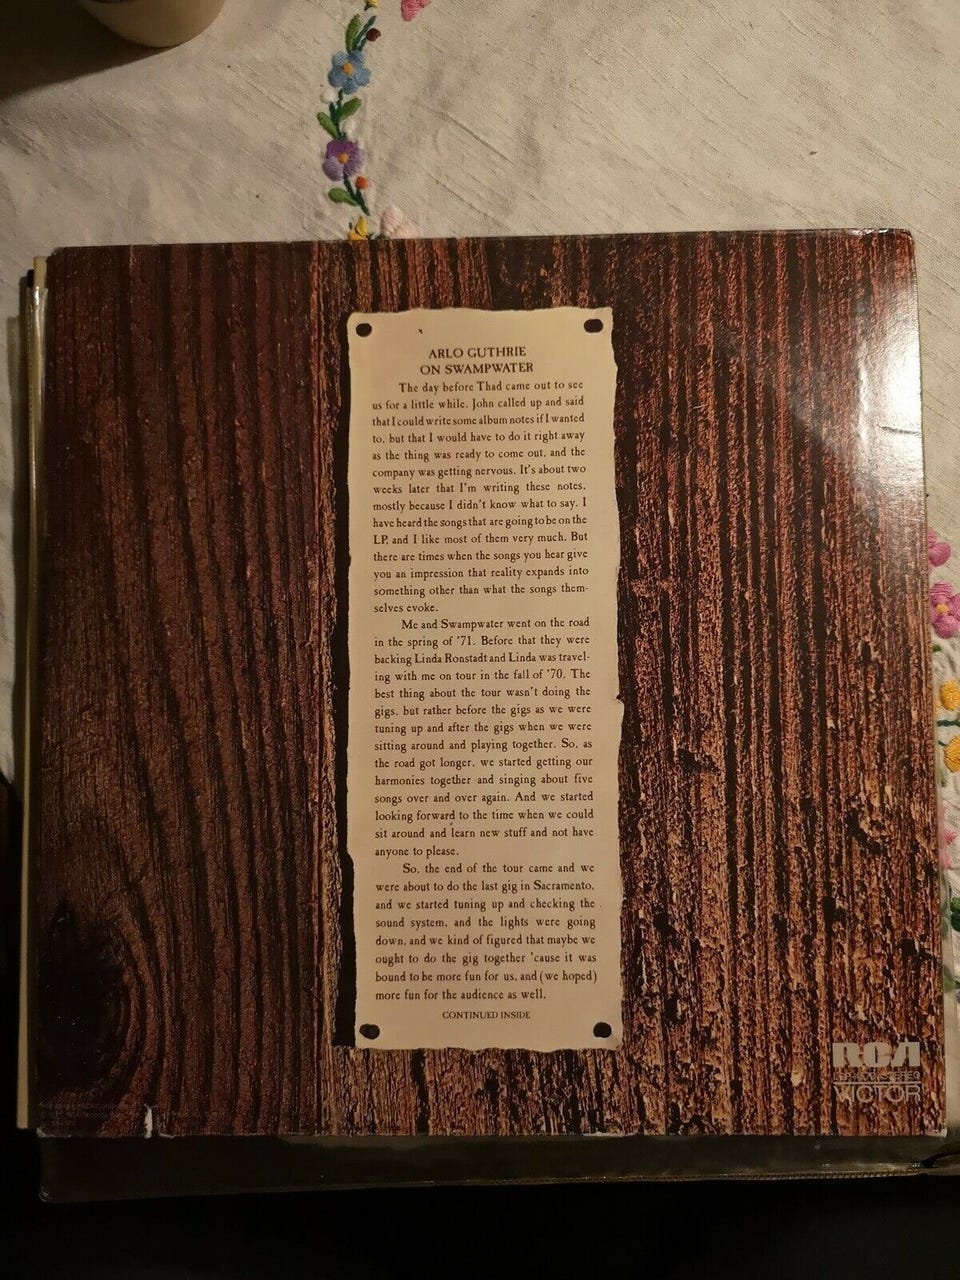 ARLO GUTHRIE
ON SWAMPWATER
The day before Thad came out to see
us for a little while, John called up and said
that I could write some album notes if I wanted
to, but that I would have to do it right away
as the thing was ready to come out, and the
company was getting nervous. It's about two
weeks later that I'm writing these notes,
mostly because I didn't know what to say. I
have heard the songs that are going to be on the
LP, and I like most of them very much. But
there are times when the songs you hear give
you an impression that reality expands into
something other than what the songs them-
selves evoke.
Me and Swampwater went on the road
in the spring of '71. Before that they were
backing Linda Ronstadt and Linda was travel-
ing with me on tour in the fall of '70. The
best thing about the tour wasn't doing the
gigs, but rather before the gigs as we were
tuning up and after the gigs when we were
sitting around and playing together. So, as
the road got longer, we started getting our
harmonies together and singing about five
songs over and over again. And we started
looking forward to the time when we could
sit around and learn new stuff and not have
anyone to please.
So, the end of the tour came and we
were about to do the last gig in Sacramento,
and we started tuning up and checking the
sound system, and the lights were going
down, and we kind of figured that maybe we
ought to do the gig together 'cause it was
bound to be more fun for us, and (we hoped)
more fun for the audience as well.
CONTINUED INSIDE
RCA
STEREO
VICTOR